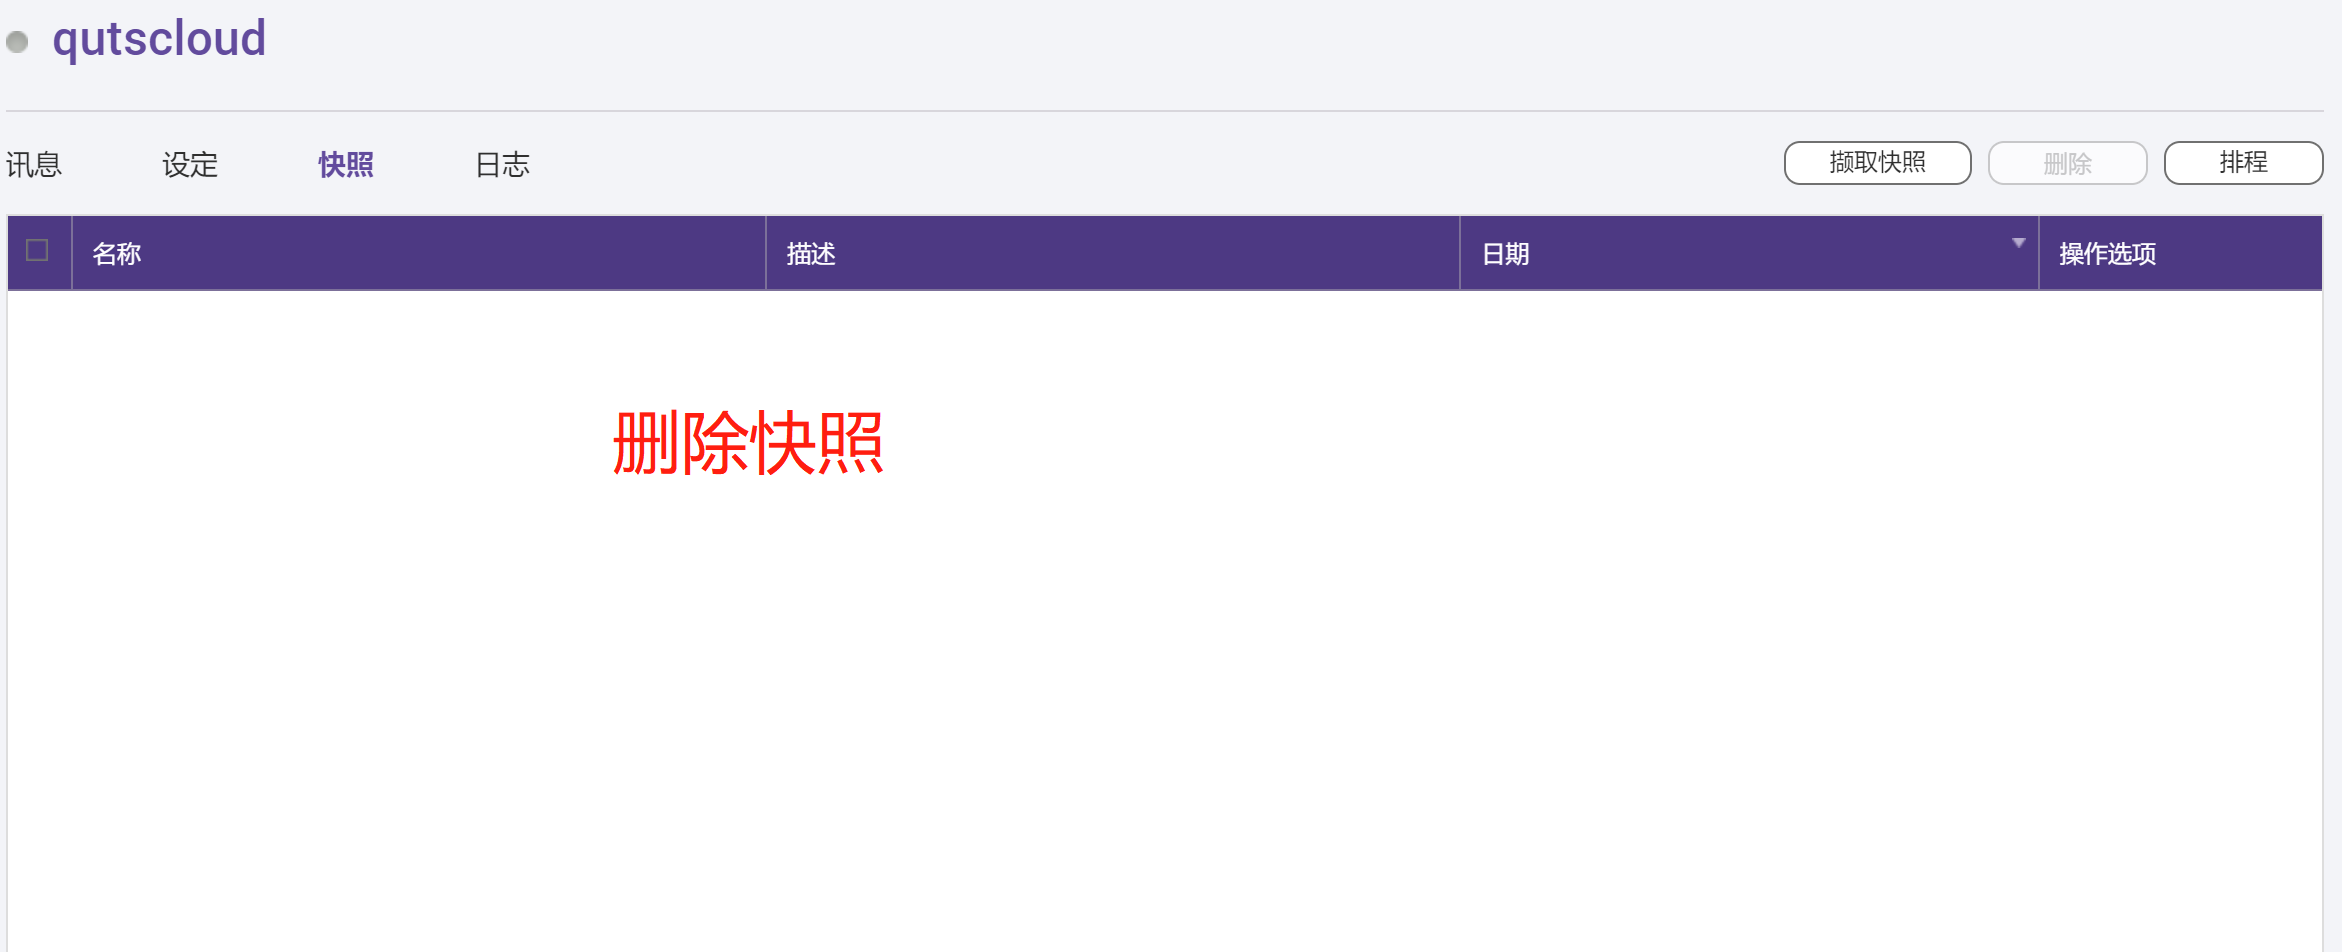 qutscloud
讯息 设定 快照 日志 撷取快照 删除 排程
名称 描述 日期 操作选项
删除快照